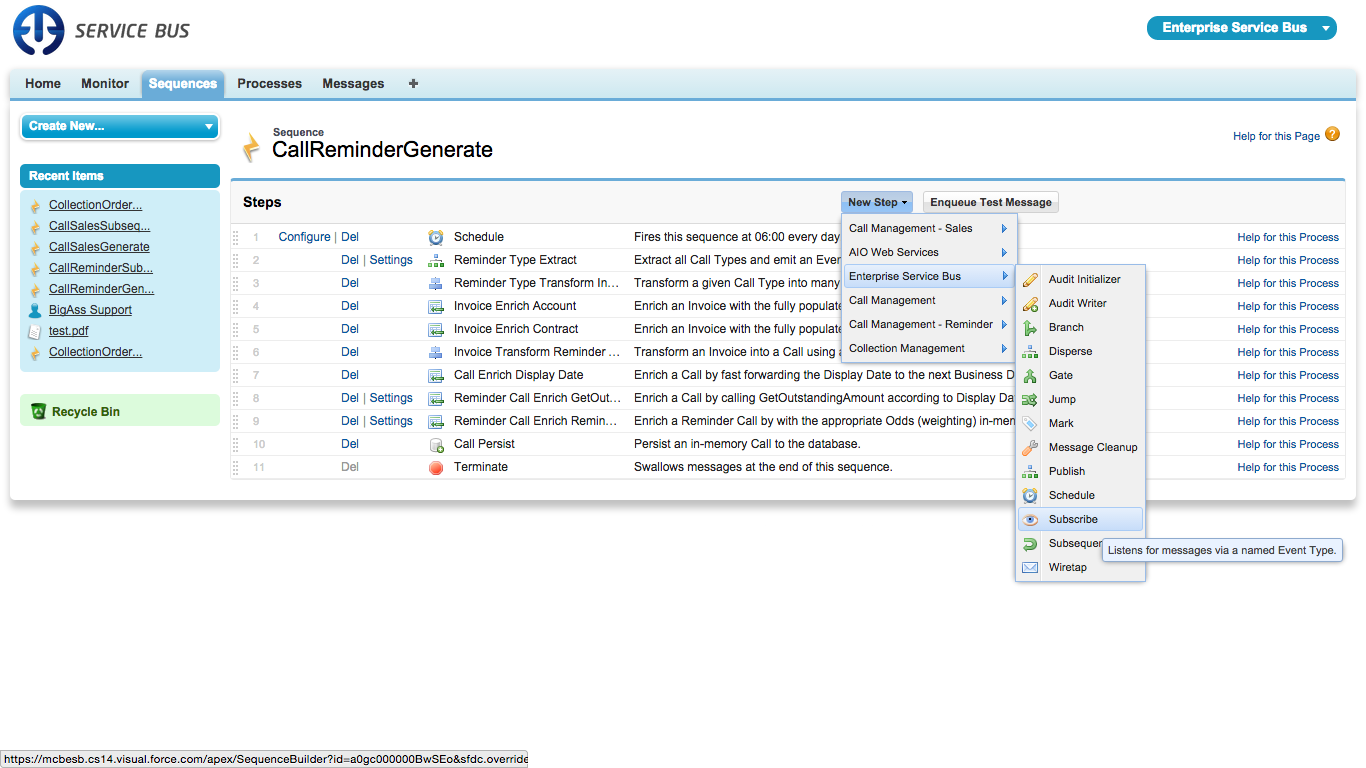 SERVICE BUS
Enterprise Service Bus
Home Monitor Sequences Processes Messages +
Create New...
Recent Items
CollectionOrder...
CallSalesSubseq...
CallSalesGenerate
CallReminderSub...
CallReminderGen...
BigAss Support
test.pdf
CollectionOrder...
Recycle Bin
Sequence
CallReminderGenerate
Help for this Page ?
Steps
New Step Enqueue Test Message
1 Configure | Del Schedule Fires this sequence at 06:00 every day Help for this Process
2 Del | Settings Reminder Type Extract Extract all Call Types and emit an Even Help for this Process
3 Del Reminder Type Transform In... Transform a given Call Type into many Help for this Process
4 Del Invoice Enrich Account Enrich an Invoice with the fully populate Help for this Process
5 Del Invoice Enrich Contract Enrich an Invoice with the fully populate Help for this Process
6 Del Invoice Transform Reminder ... Transform an Invoice into a Call using a Help for this Process
7 Del Call Enrich Display Date Enrich a Call by fast forwarding the Display Date to the next Business D Help for this Process
8 Del | Settings Reminder Call Enrich GetOut... Enrich a Call by calling GetOutstandingAmount according to Display Da Help for this Process
9 Del | Settings Reminder Call Enrich Remin... Enrich a Reminder Call by with the appropriate Odds (weighting) in-mem Help for this Process
10 Del Call Persist Persist an in-memory Call to the database. Help for this Process
11 Del Terminate Swallows messages at the end of this sequence. Help for this Process
Call Management - Sales
AIO Web Services
Enterprise Service Bus
Call Management
Call Management - Reminder
Collection Management
Audit Initializer
Audit Writer
Branch
Disperse
Gate
Jump
Mark
Message Cleanup
Publish
Schedule
Subscribe
Subsequen
Listens for messages via a named Event Type.
Wiretap
https://mcbesb.cs14.visual.force.com/apex/SequenceBuilder?id=a0gc000000BwSEo&sfdc.override